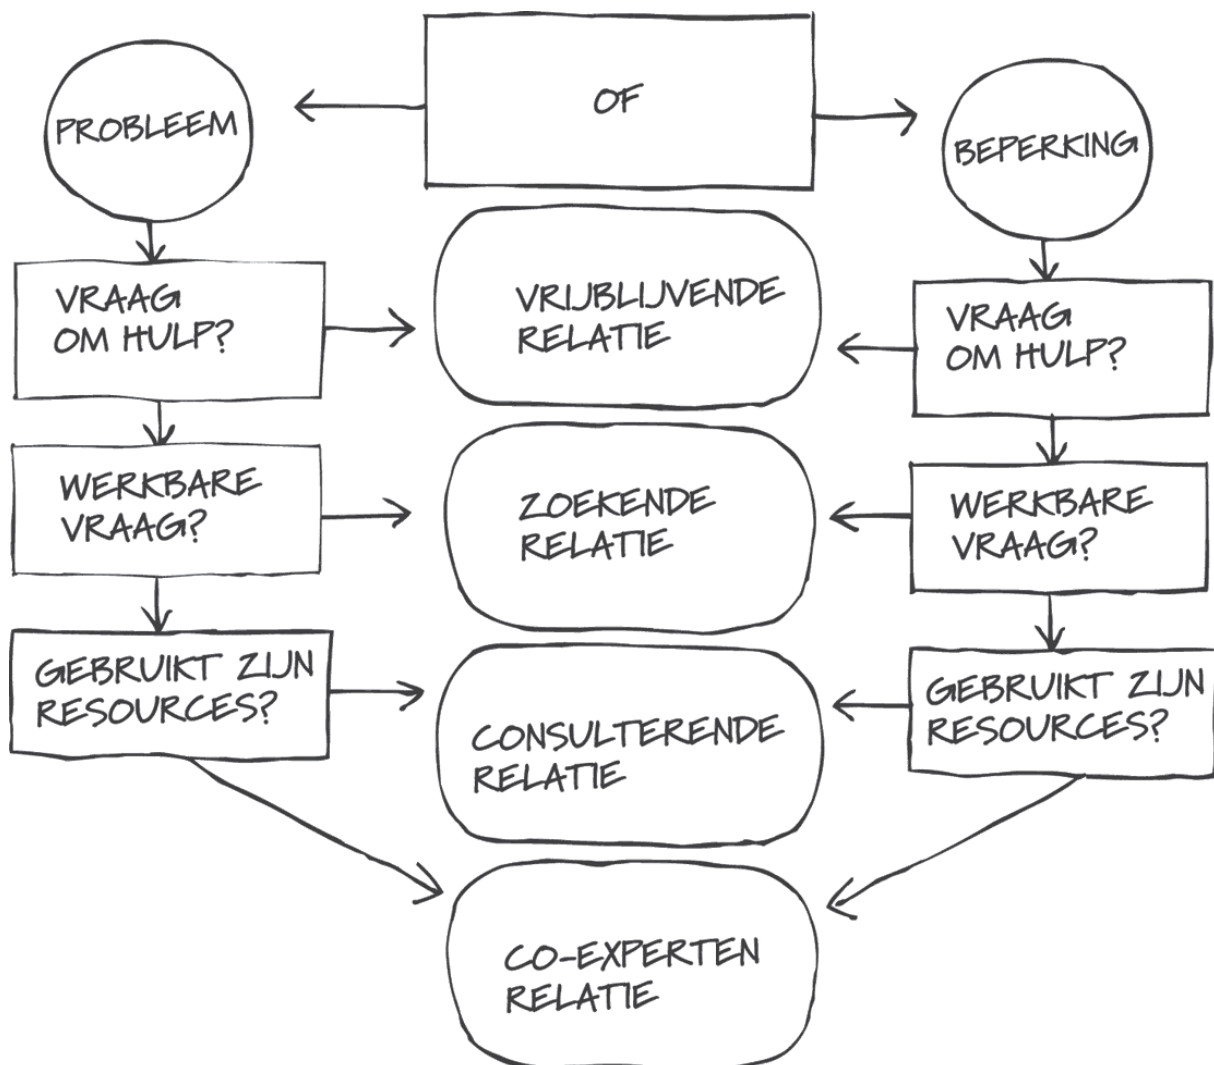 OF
PROBLEEM
BEPERKING
VRAAG
OM HULP?
VRIJBLIJVENDE
RELATIE
VRAAG
OM HULP?
WERKBARE
VRAAG?
ZOEKENDE
RELATIE
WERKBARE
VRAAG?
GEBRUIKT ZIJN
RESOURCES?
CONSULTERENDE
RELATIE
GEBRUIKT ZIJN
RESOURCES?
CO-EXPERTEN
RELATIE